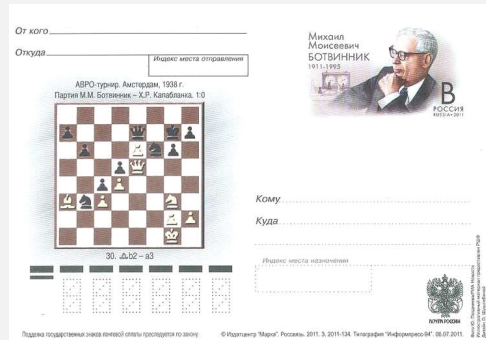 От кого
Откуда
Индекс места отправления
АВРО-турнир. Амстердам, 1938 г.
Партия М.М. Ботвинник – Х.Р. Капабланка. 1:0
30. ♗b2 – a3
Михаил
Моисеевич
БОТВИННИК
1911-1995
В
РОССИЯ
RUSSIA • 2011
Кому
Куда
Индекс места назначения
ПОЧТА РОССИИ
Подделка государственных знаков почтовой оплаты преследуется по закону
© Издатцентр "Марка". Россвязь. 2011. З. 2011-134. Типография "Информпресс-94". 06.07.2011.